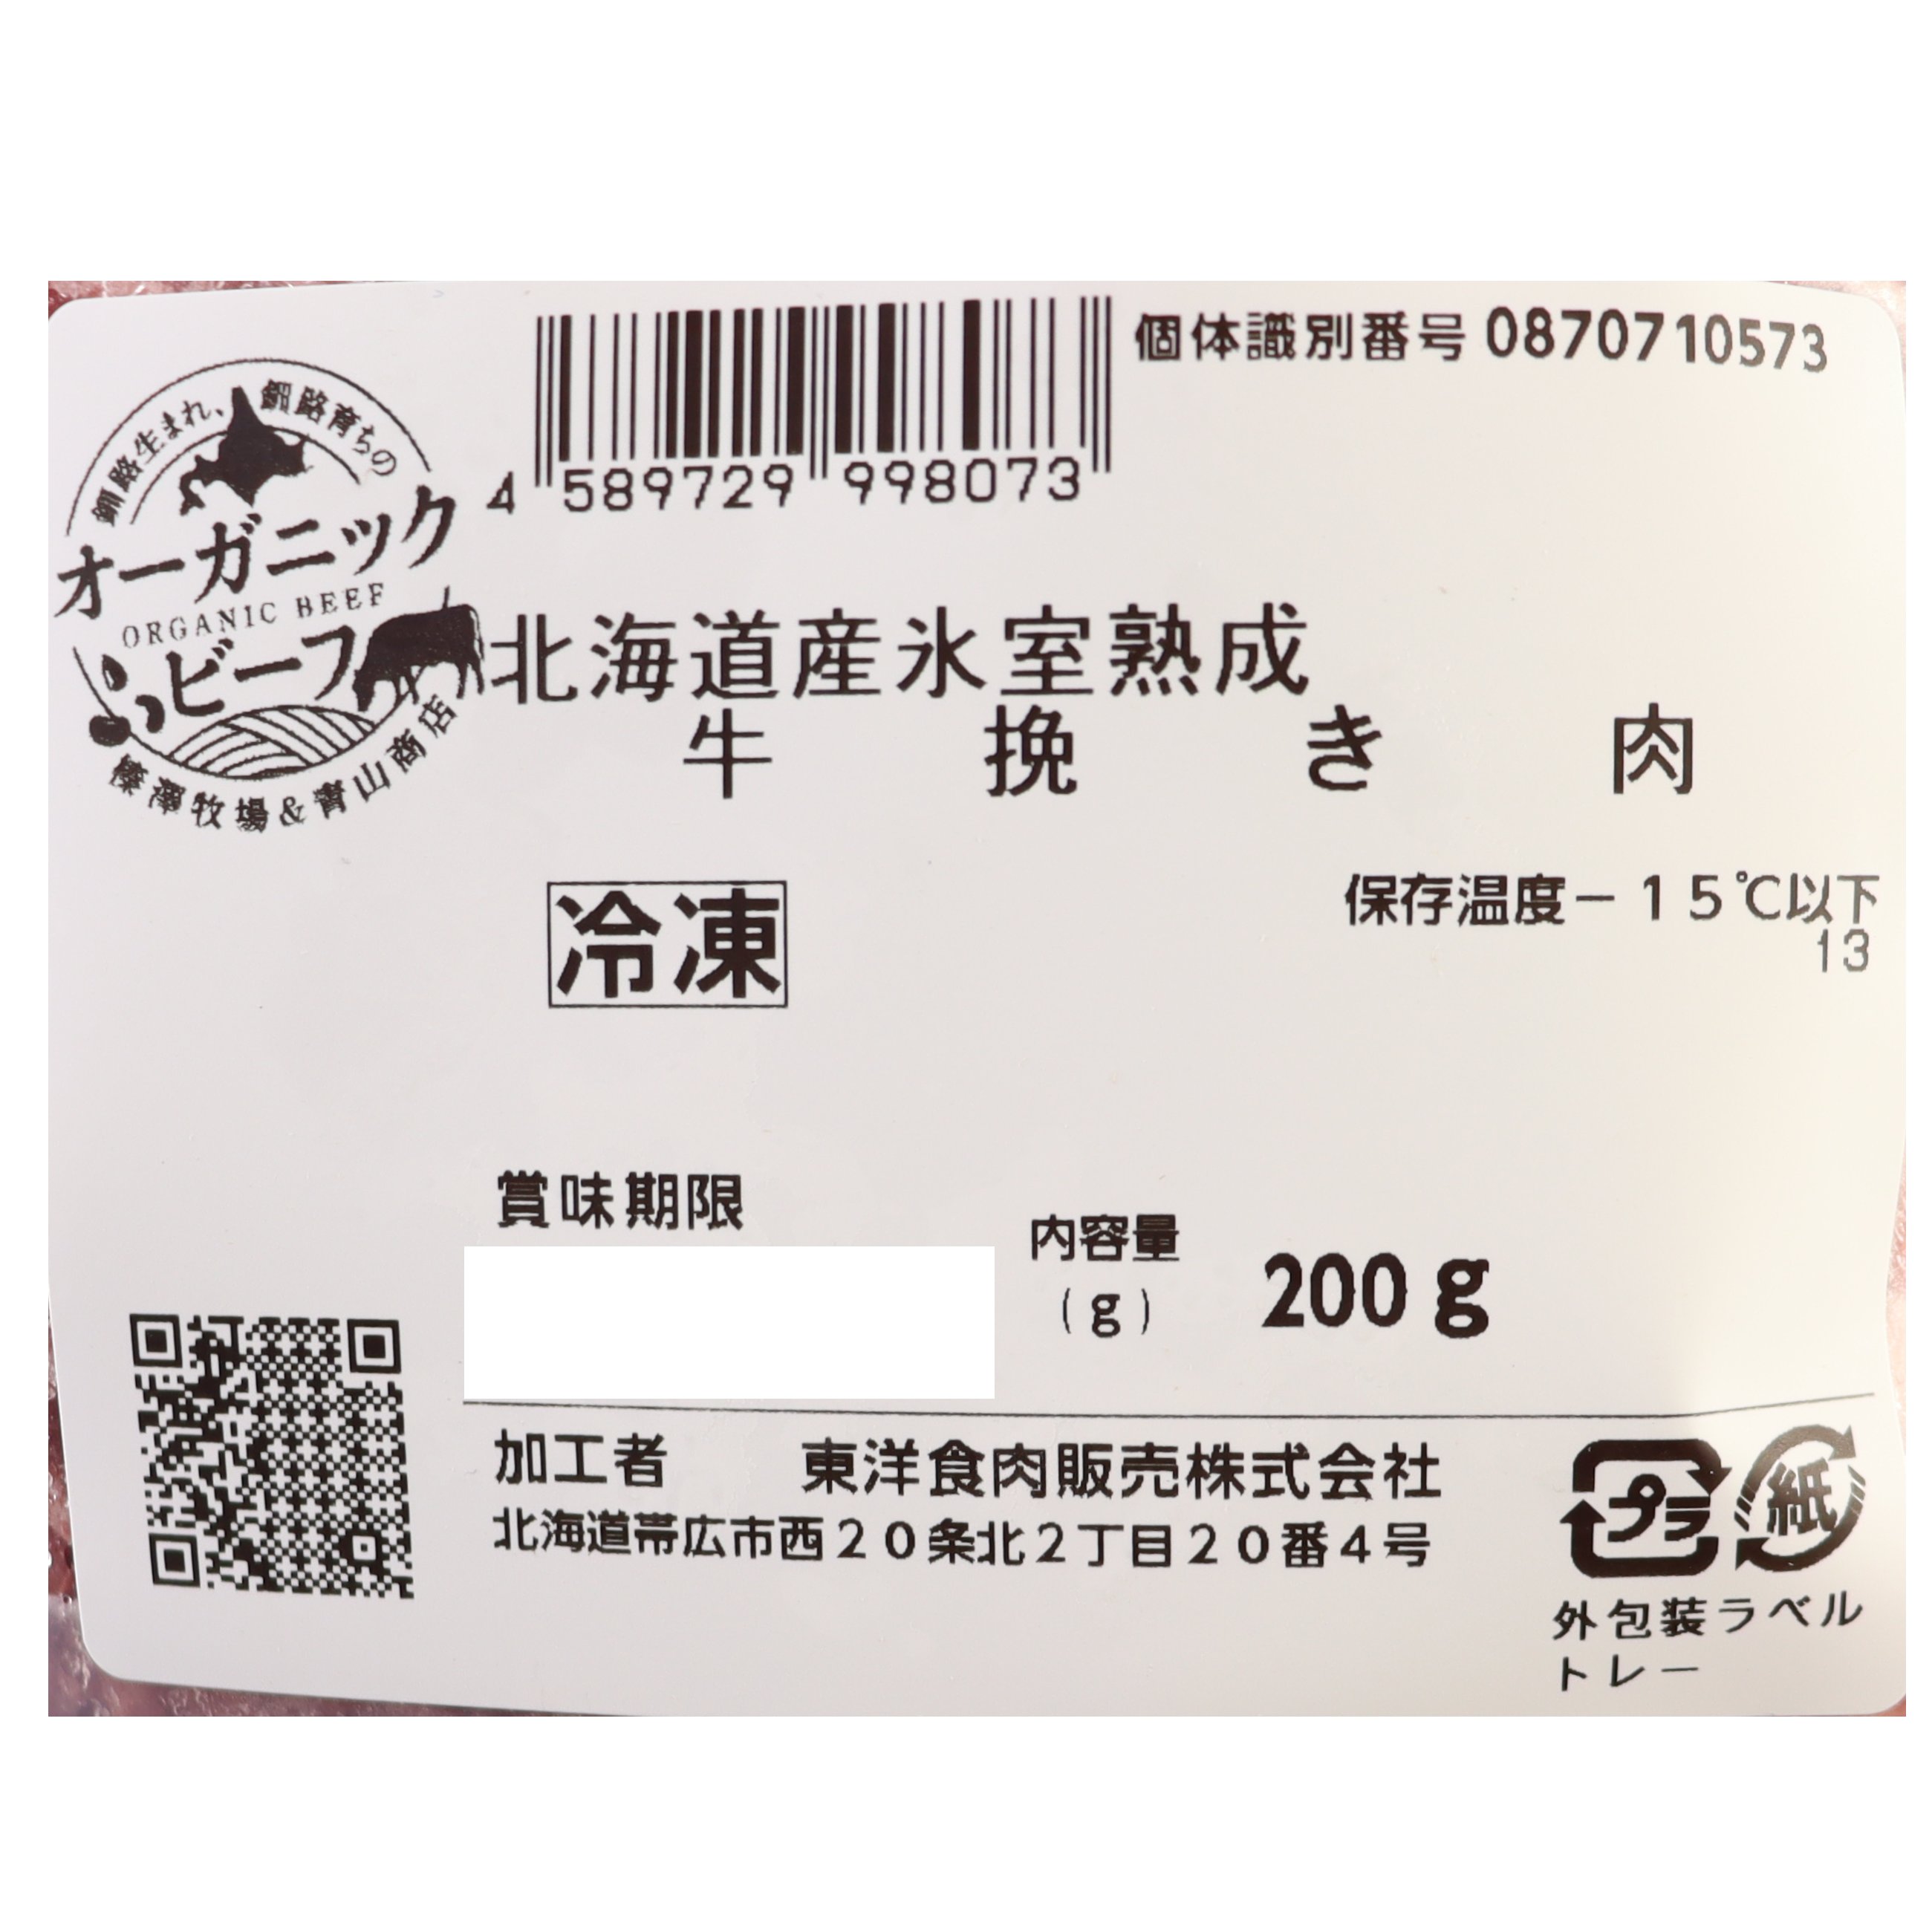 個体識別番号 0870710573
4 589729 998073
釧路生まれ、釧路育ちの
オーガニック
ORGANIC BEEF
ビーフ
榛澤牧場&青山商店
北海道産氷室熟成
牛挽き肉
冷凍
保存温度－15℃以下
13
賞味期限
内容量
(g)
200g
加工者 東洋食肉販売株式会社
北海道帯広市西20条北2丁目20番4号
プラ
紙
外包装ラベル
トレー